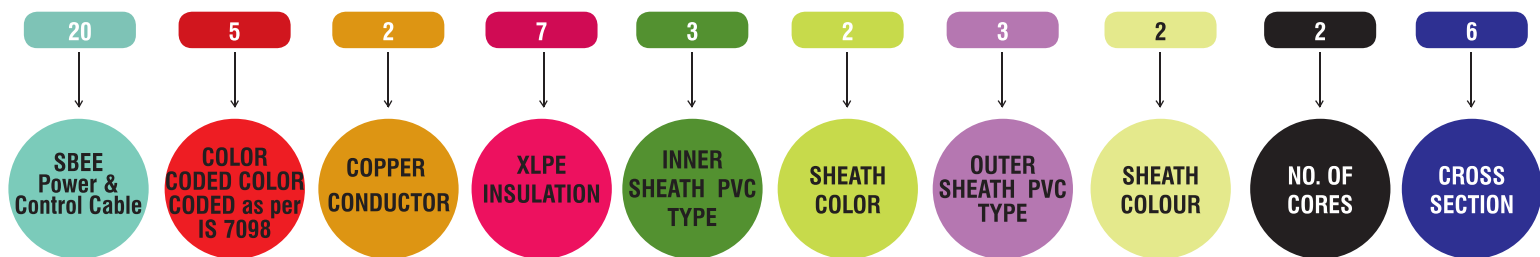 20 5 2 7 3 2 3 2 2 6
SBEE
Power &
Control Cable
COLOR
CODED COLOR
CODED as per
IS 7098
COPPER
CONDUCTOR
XLPE
INSULATION
INNER
SHEATH PVC
TYPE
SHEATH
COLOR
OUTER
SHEATH PVC
TYPE
SHEATH
COLOUR
NO. OF
CORES
CROSS
SECTION